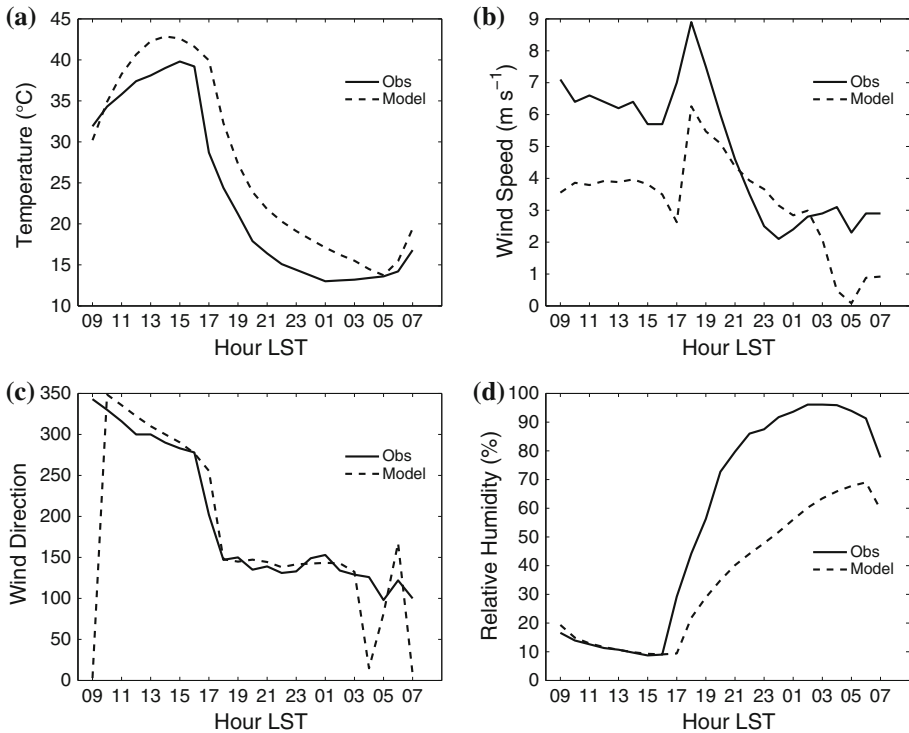 (a)
45
40
35
30
25
20
15
10
Temperature (°C)
Obs
Model
09 11 13 15 17 19 21 23 01 03 05 07
Hour LST
(b)
9
8
7
6
5
4
3
2
1
0
Wind Speed (m s⁻¹)
Obs
Model
09 11 13 15 17 19 21 23 01 03 05 07
Hour LST
(c)
350
300
250
200
150
100
50
0
Wind Direction
Obs
Model
09 11 13 15 17 19 21 23 01 03 05 07
Hour LST
(d)
100
90
80
70
60
50
40
30
20
10
0
Relative Humidity (%)
Obs
Model
09 11 13 15 17 19 21 23 01 03 05 07
Hour LST